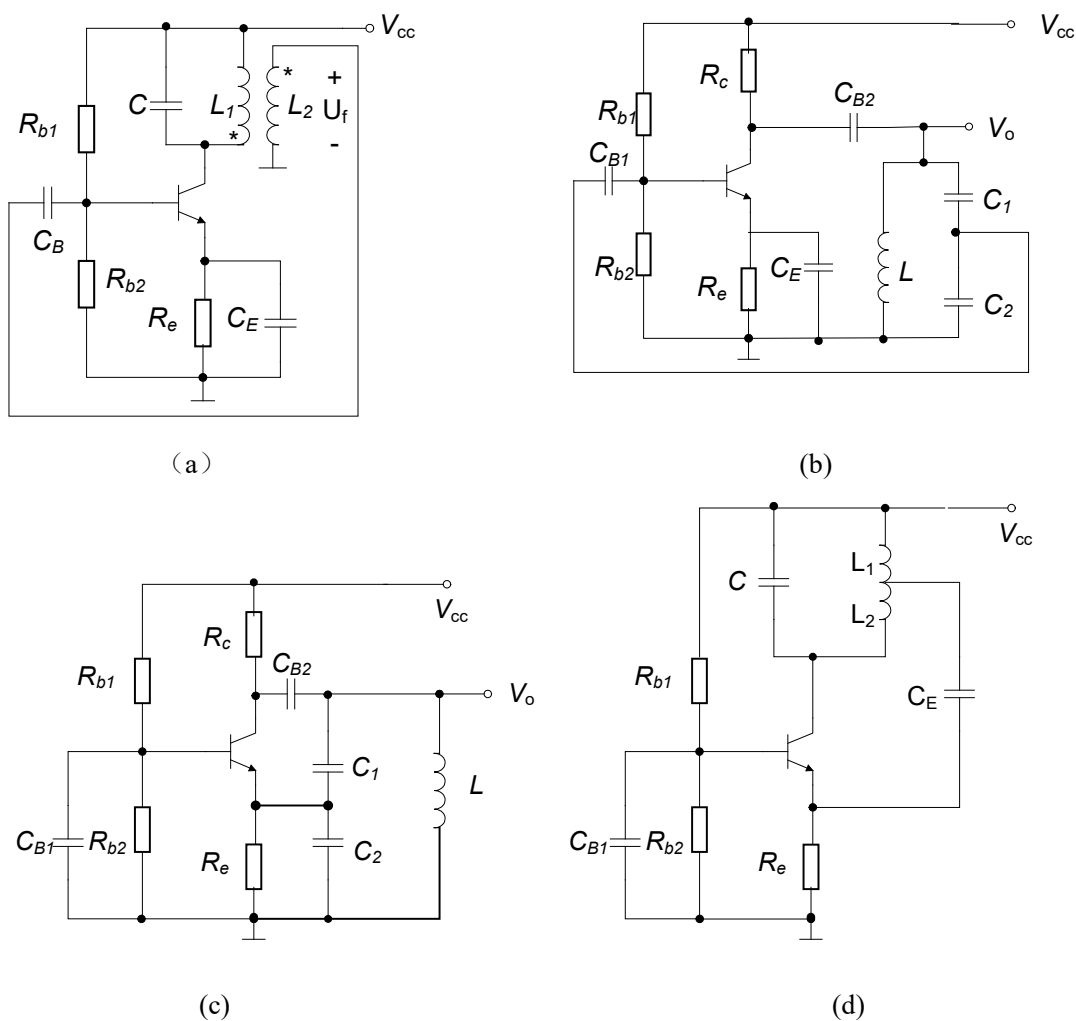 Vcc
C
L1
*
*
L2
+
Uf
-
Rb1
CB
Rb2
Re
CE
（a）
Vcc
Rc
CB2
Vo
Rb1
CB1
C1
Rb2
CE
L
Re
C2
(b)
Vcc
Rc
CB2
Vo
Rb1
C1
L
CB1
Rb2
C2
Re
(c)
Vcc
C
L1
L2
Rb1
CE
CB1
Rb2
Re
(d)